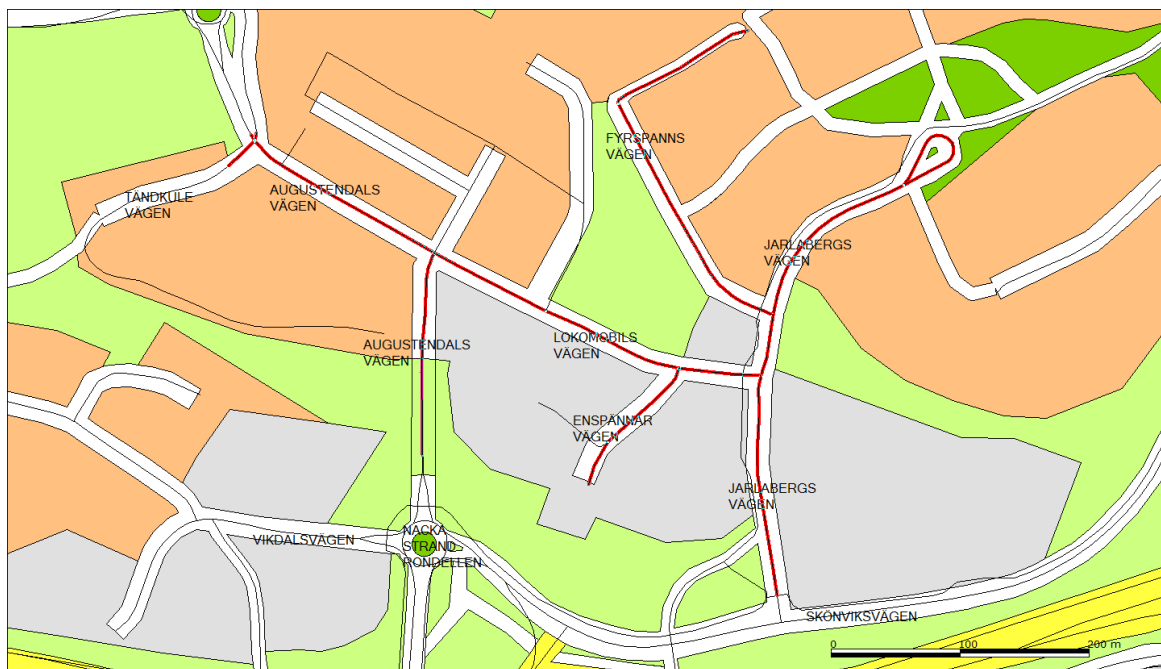 FYRSPANNS
VÄGEN
TANDKULE
VÄGEN
AUGUSTENDALS
VÄGEN
JARLABERGS
VÄGEN
AUGUSTENDALS
VÄGEN
LOKOMOBILS
VÄGEN
ENSPÄNNAR
VÄGEN
JARLABERGS
VÄGEN
VIKDALSVÄGEN
NACKA
STRAND
RONDELLEN
SKÖNVIKSVÄGEN
0 100 200 m